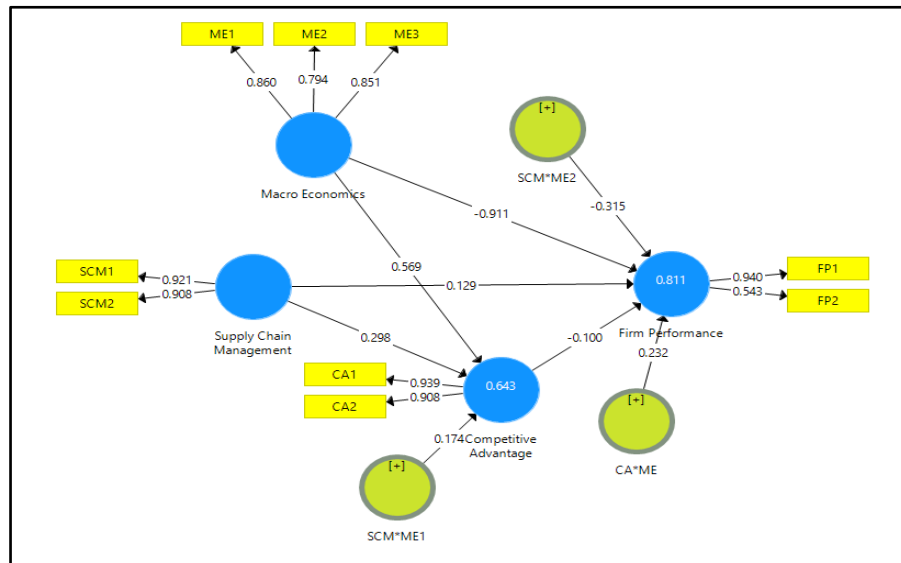 ME1
ME2
ME3
0.860
0.794
0.851
[+]
Macro Economics
SCM*ME2
-0.315
-0.911
0.569
SCM1
SCM2
0.921
0.908
0.129
0.811
0.940
0.543
FP1
FP2
Supply Chain
Management
Firm Performance
0.298
-0.100
0.232
CA1
CA2
0.939
0.908
0.643
[+]
0.174
Competitive
Advantage
[+]
CA*ME
SCM*ME1